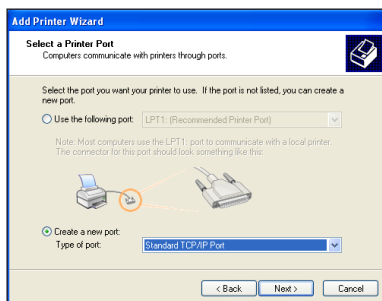 Add Printer Wizard
Select a Printer Port
Computers communicate with printers through ports.
Select the port you want your printer to use. If the port is not listed, you can create a
new port.
Use the following port: LPT1: (Recommended Printer Port)
Note: Most computers use the LPT1: port to communicate with a local printer.
The connector for this port should look something like this:
Create a new port:
Type of port: Standard TCP/IP Port
< Back Next > Cancel